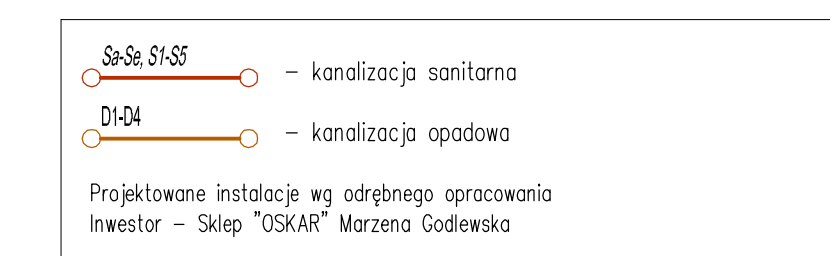 Sa-Se, S1-S5
– kanalizacja sanitarna
D1-D4
– kanalizacja opadowa
Projektowane instalacje wg odrębnego opracowania
Inwestor – Sklep "OSKAR" Marzena Godlewska